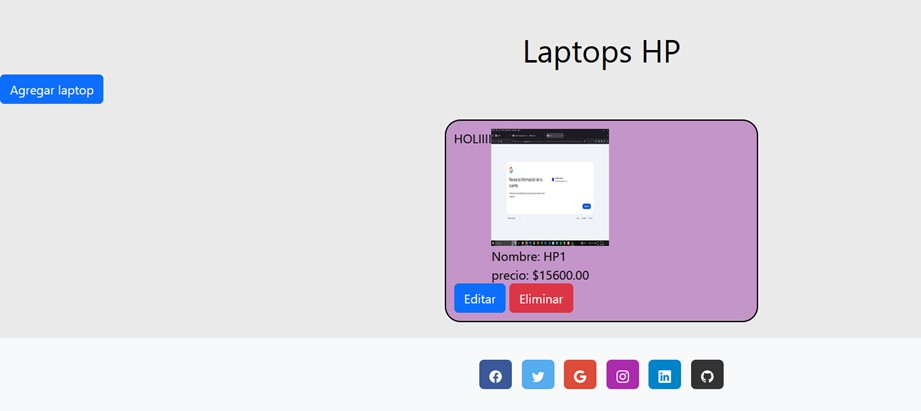 Laptops HP
Agregar laptop
HOLIIII
Nombre: HP1
precio: $15600.00
Editar Eliminar